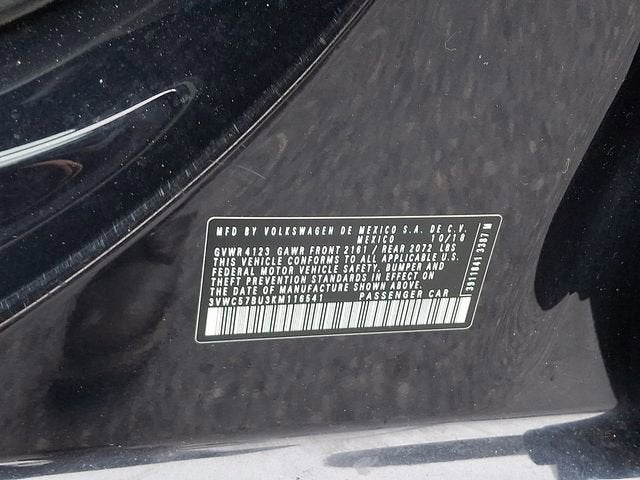 MFD BY VOLKSWAGEN DE MEXICO S.A. DE C.V.
MEXICO 10/18
GVWR 4123 GAWR FRONT 2161 / REAR 2072 LBS
THIS VEHICLE CONFORMS TO ALL APPLICABLE U.S.
FEDERAL MOTOR VEHICLE SAFETY, BUMPER AND
THEFT PREVENTION STANDARDS IN EFFECT ON
THE DATE OF MANUFACTURE SHOWN ABOVE.
3VWC57BU3KM116541 PASSENGER CAR